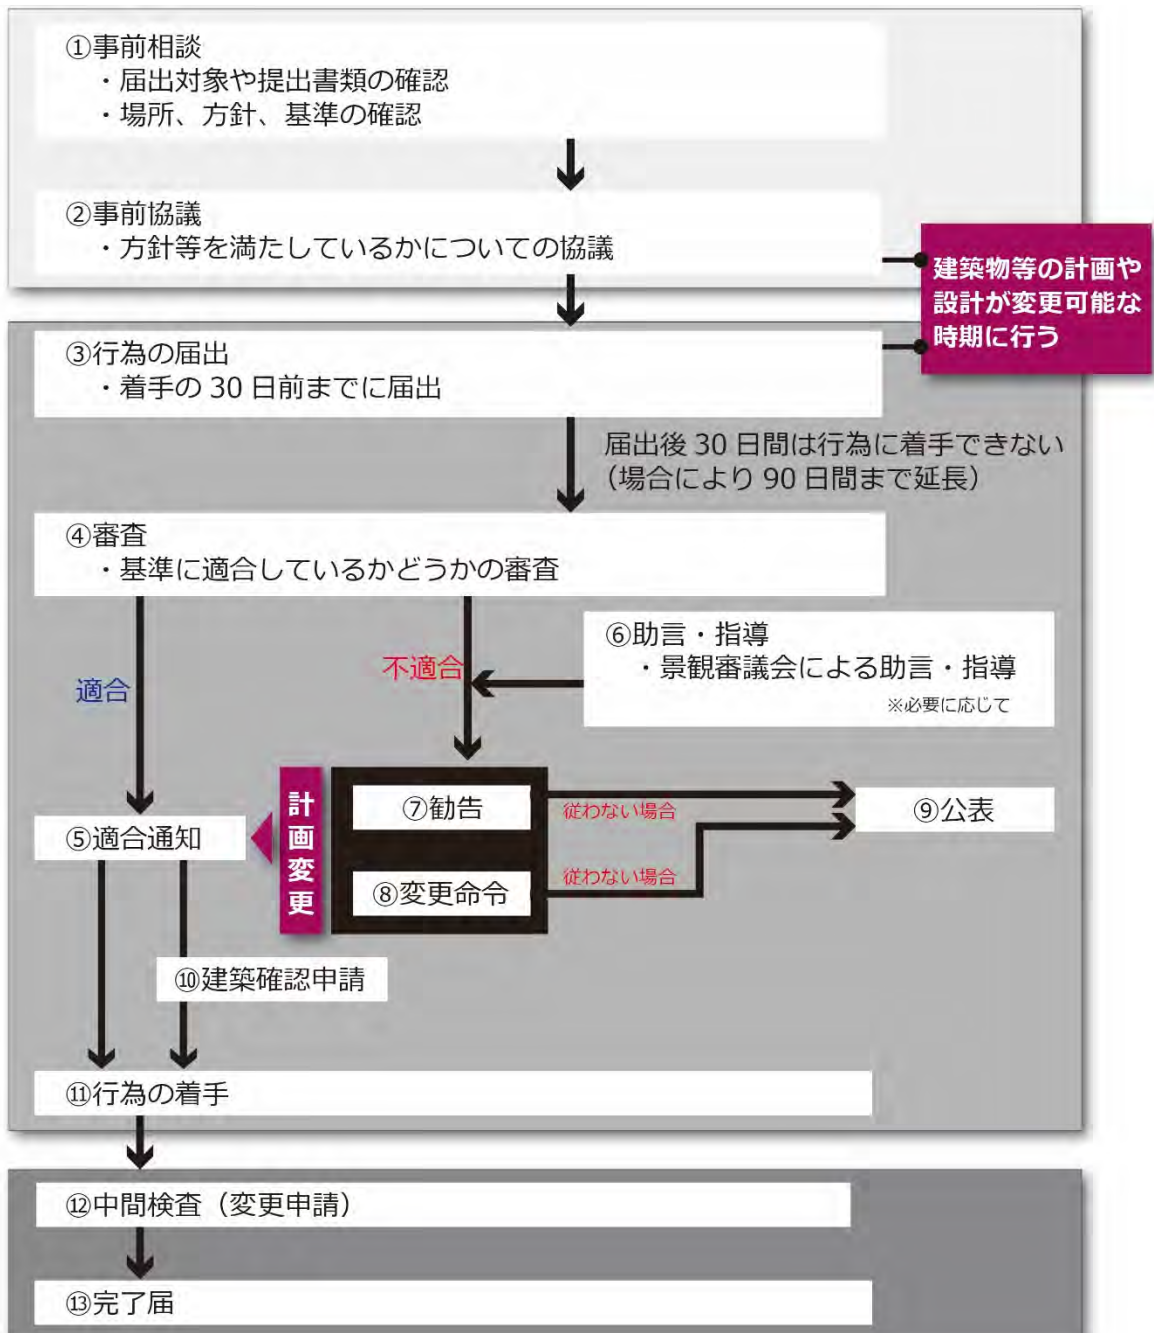 ①事前相談
・届出対象や提出書類の確認
・場所、方針、基準の確認
②事前協議
・方針等を満たしているかについての協議
建築物等の計画や
設計が変更可能な
時期に行う
③行為の届出
・着手の 30 日前までに届出
届出後 30 日間は行為に着手できない
（場合により 90 日間まで延長）
④審査
・基準に適合しているかどうかの審査
適合
不適合
⑥助言・指導
・景観審議会による助言・指導
※必要に応じて
⑤適合通知
計画変更
⑦勧告
従わない場合
⑧変更命令
従わない場合
⑨公表
⑩建築確認申請
⑪行為の着手
⑫中間検査（変更申請）
⑬完了届